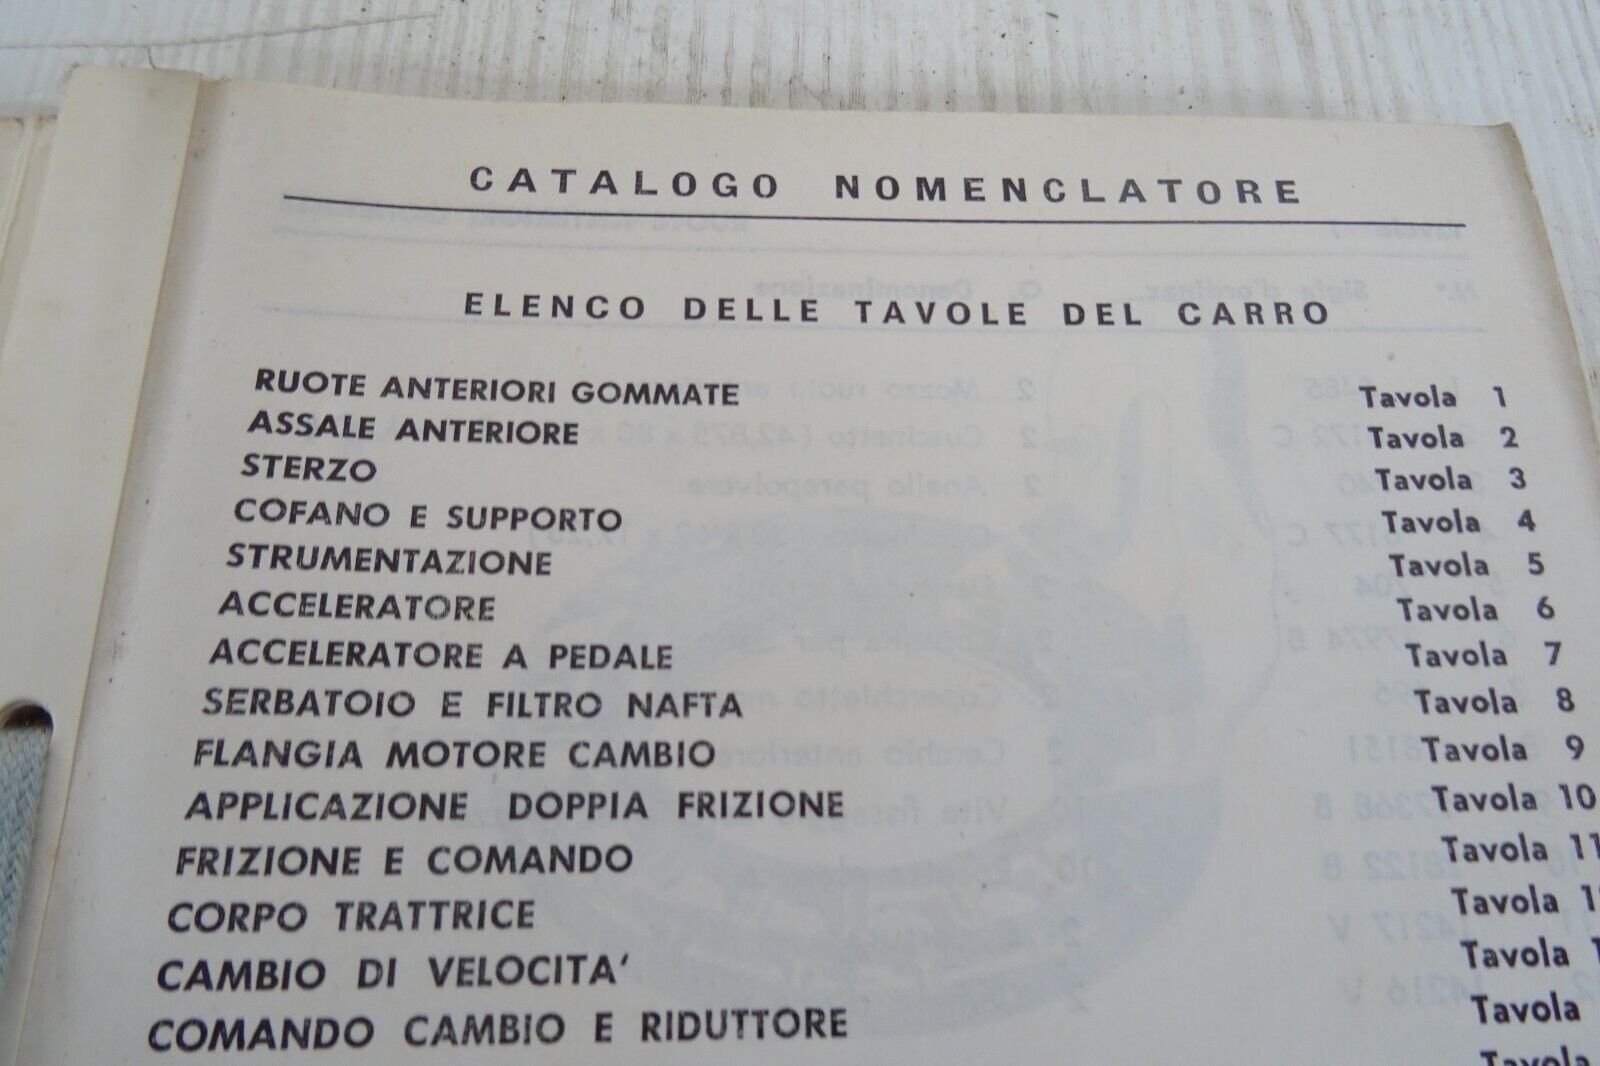 CATALOGO NOMENCLATORE
ELENCO DELLE TAVOLE DEL CARRO
RUOTE ANTERIORI GOMMATE Tavola 1
ASSALE ANTERIORE Tavola 2
STERZO Tavola 3
COFANO E SUPPORTO Tavola 4
STRUMENTAZIONE Tavola 5
ACCELERATORE Tavola 6
ACCELERATORE A PEDALE Tavola 7
SERBATOIO E FILTRO NAFTA Tavola 8
FLANGIA MOTORE CAMBIO Tavola 9
APPLICAZIONE DOPPIA FRIZIONE Tavola 10
FRIZIONE E COMANDO Tavola 11
CORPO TRATTRICE Tavola
CAMBIO DI VELOCITA' Tavola
COMANDO CAMBIO E RIDUTTORE Tavola